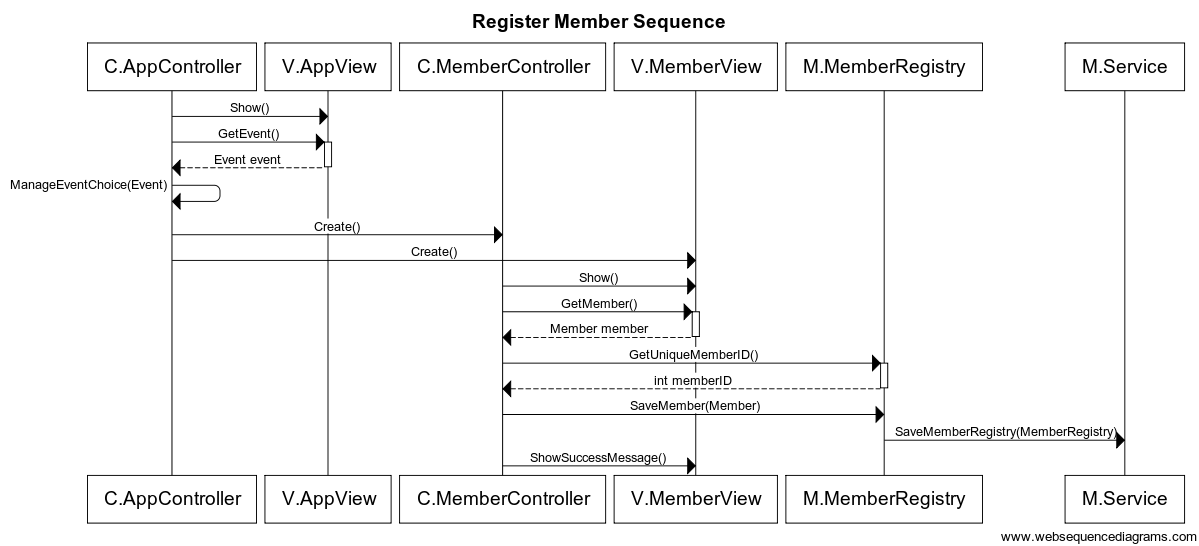 Register Member Sequence
C.AppController
V.AppView
C.MemberController
V.MemberView
M.MemberRegistry
M.Service
Show()
GetEvent()
Event event
ManageEventChoice(Event)
Create()
Create()
Show()
GetMember()
Member member
GetUniqueMemberID()
int memberID
SaveMember(Member)
SaveMemberRegistry(MemberRegistry)
ShowSuccessMessage()
C.AppController
V.AppView
C.MemberController
V.MemberView
M.MemberRegistry
M.Service
www.websequencediagrams.com